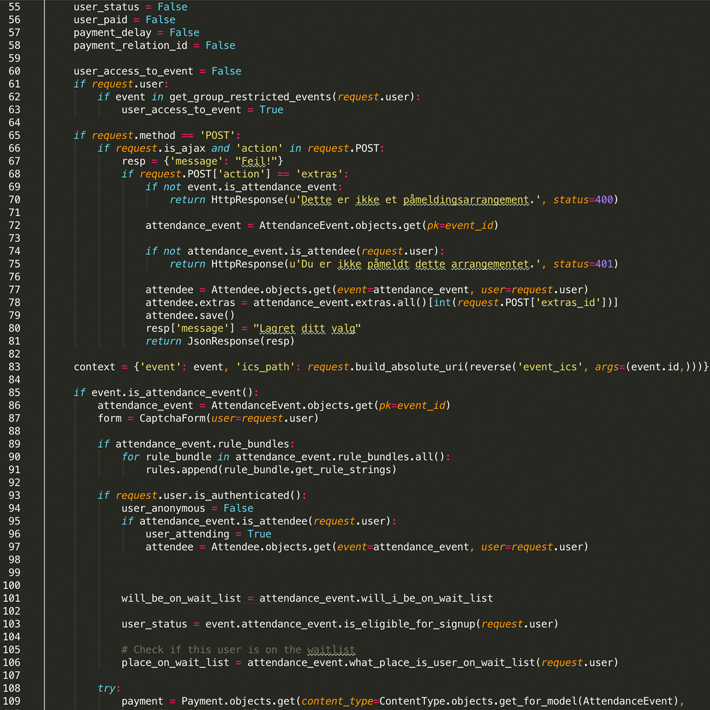 55 user_status = False
56 user_paid = False
57 payment_delay = False
58 payment_relation_id = False
59
60 user_access_to_event = False
61 if request.user:
62 if event in get_group_restricted_events(request.user):
63 user_access_to_event = True
64
65 if request.method == 'POST':
66 if request.is_ajax and 'action' in request.POST:
67 resp = {'message': "Feil!"}
68 if request.POST['action'] == 'extras':
69 if not event.is_attendance_event:
70 return HttpResponse(u'Dette er ikke et påmeldingsarrangement.', status=400)
71
72 attendance_event = AttendanceEvent.objects.get(pk=event_id)
73
74 if not attendance_event.is_attendee(request.user):
75 return HttpResponse(u'Du er ikke påmeldt dette arrangementet.', status=401)
76
77 attendee = Attendee.objects.get(event=attendance_event, user=request.user)
78 attendee.extras = attendance_event.extras.all()[int(request.POST['extras_id'])]
79 attendee.save()
80 resp['message'] = "Lagret ditt valg"
81 return JsonResponse(resp)
82
83 context = {'event': event, 'ics_path': request.build_absolute_uri(reverse('event_ics', args=(event.id,)))}
84
85 if event.is_attendance_event():
86 attendance_event = AttendanceEvent.objects.get(pk=event_id)
87 form = CaptchaForm(user=request.user)
88
89 if attendance_event.rule_bundles:
90 for rule_bundle in attendance_event.rule_bundles.all():
91 rules.append(rule_bundle.get_rule_strings)
92
93 if request.user.is_authenticated():
94 user_anonymous = False
95 if attendance_event.is_attendee(request.user):
96 user_attending = True
97 attendee = Attendee.objects.get(event=attendance_event, user=request.user)
98
99
100
101 will_be_on_wait_list = attendance_event.will_i_be_on_wait_list
102
103 user_status = event.attendance_event.is_eligible_for_signup(request.user)
104
105 # Check if this user is on the waitlist
106 place_on_wait_list = attendance_event.what_place_is_user_on_wait_list(request.user)
107
108 try:
109 payment = Payment.objects.get(content_type=ContentType.objects.get_for_model(AttendanceEvent),